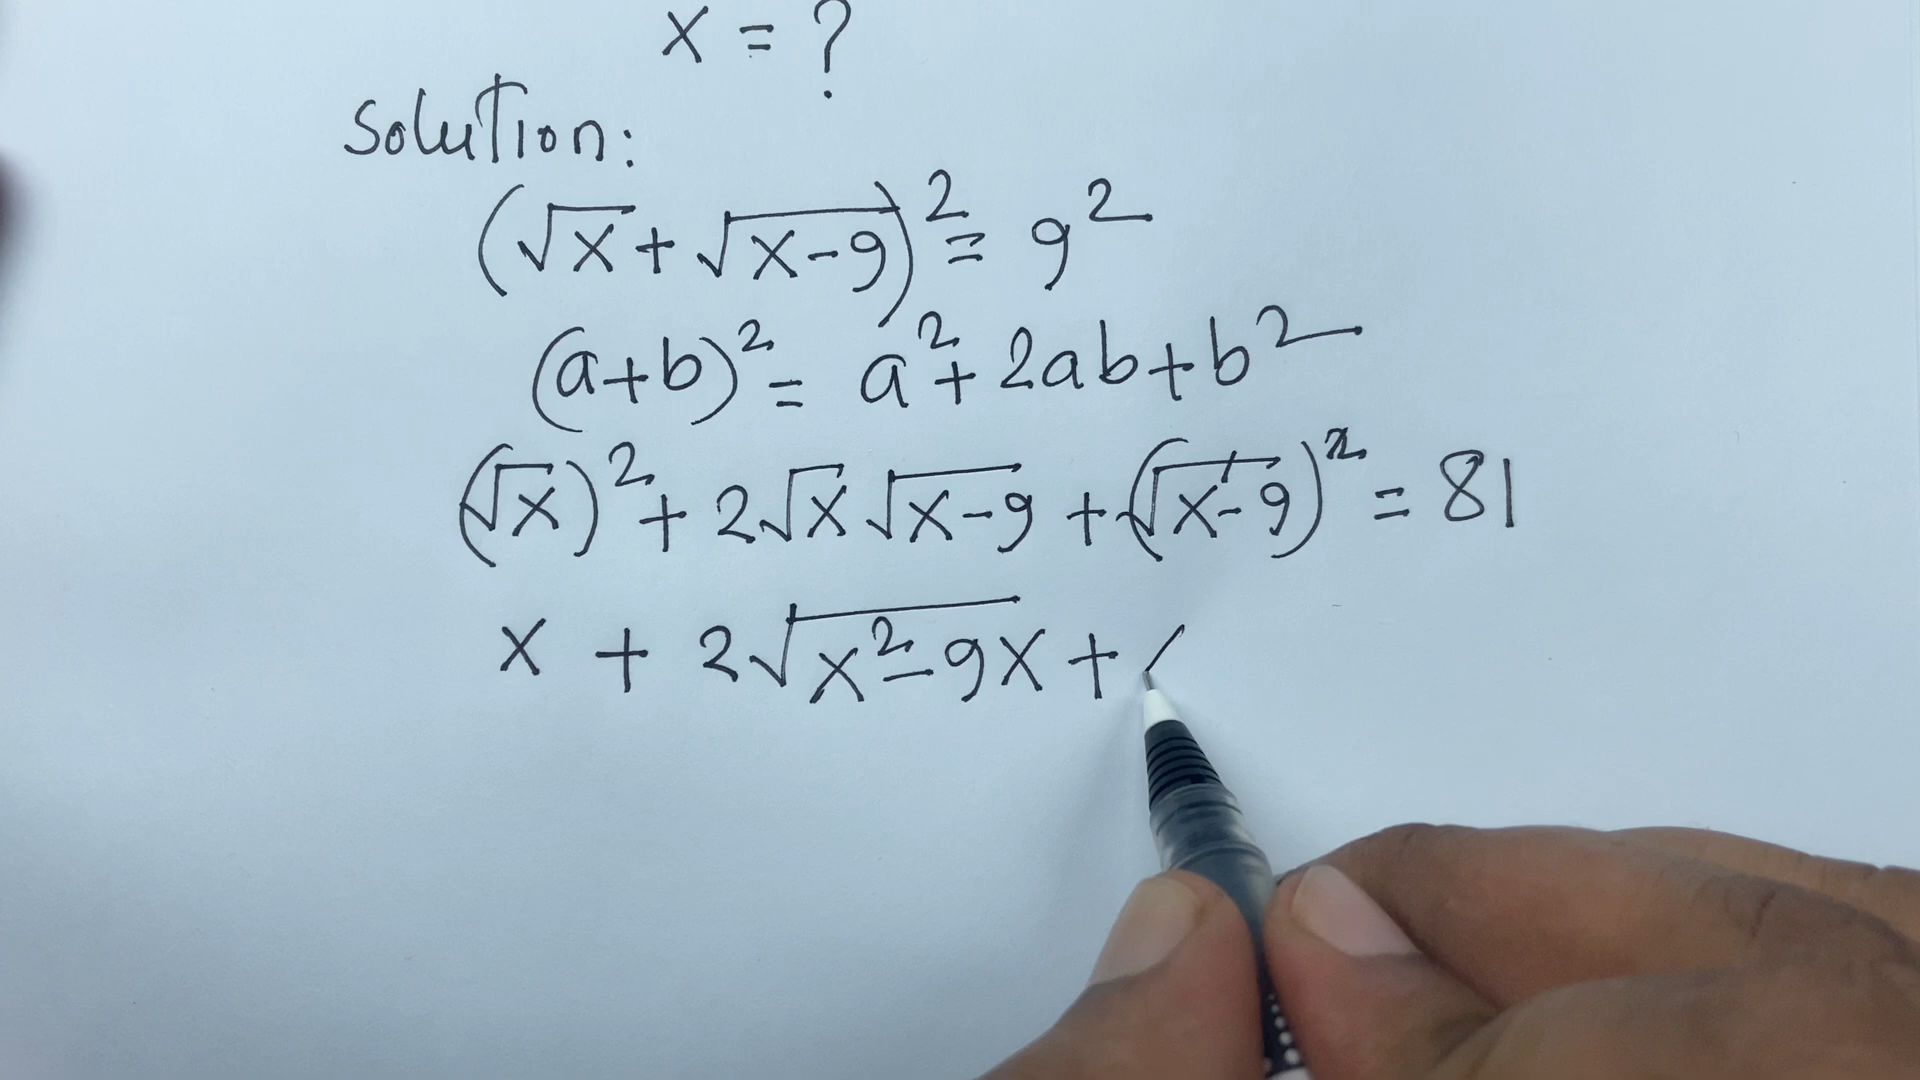 x = ?
Solution:
(√x + √(x-9))² = 9²
(a+b)² = a² + 2ab + b²
(√x)² + 2√x √(x-9) + (√(x-9))² = 81
x + 2√(x²-9x) +